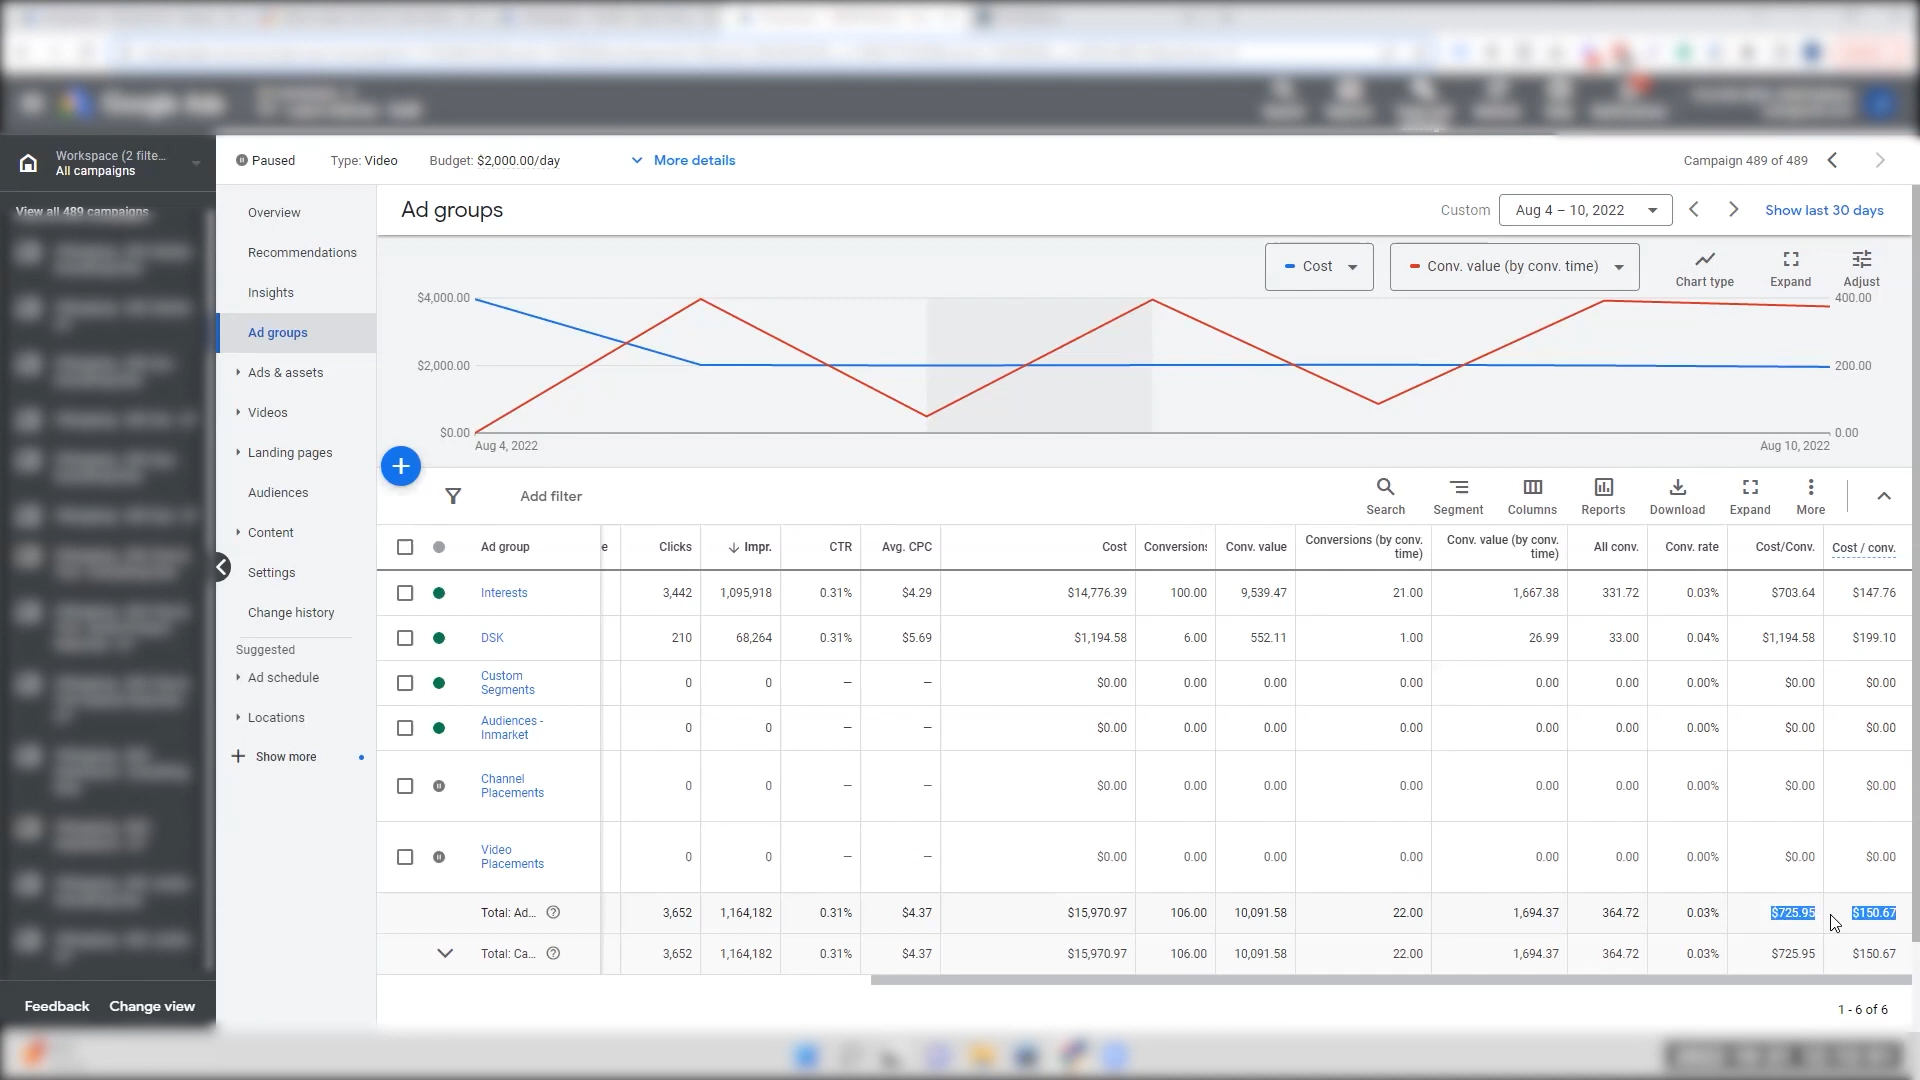 Workspace (2 filte...
All campaigns
Paused
Type: Video
Budget: $2,000.00/day
More details
Campaign 489 of 489
View all 489 campaigns
Overview
Recommendations
Insights
Ad groups
Ads & assets
Videos
Landing pages
Audiences
Content
Settings
Change history
Suggested
Ad schedule
Locations
Show more
Feedback
Change view
Ad groups
Custom
Aug 4 – 10, 2022
Show last 30 days
Cost
Conv. value (by conv. time)
Chart type
Expand
Adjust
$4,000.00
400.00
$2,000.00
200.00
$0.00
0.00
Aug 4, 2022
Aug 10, 2022
Add filter
Search
Segment
Columns
Reports
Download
Expand
More
Ad group e Clicks Impr. CTR Avg. CPC Cost Conversions Conv. value Conversions (by conv. time) Conv. value (by conv. time) All conv. Conv. rate Cost/Conv. Cost / conv.
Interests 3,442 1,095,918 0.31% $4.29 $14,776.39 100.00 9,539.47 21.00 1,667.38 331.72 0.03% $703.64 $147.76
DSK 210 68,264 0.31% $5.69 $1,194.58 6.00 552.11 1.00 26.99 33.00 0.04% $1,194.58 $199.10
Custom
Segments 0 0 – – $0.00 0.00 0.00 0.00 0.00 0.00 0.00% $0.00 $0.00
Audiences -
Inmarket 0 0 – – $0.00 0.00 0.00 0.00 0.00 0.00 0.00% $0.00 $0.00
Channel
Placements 0 0 – – $0.00 0.00 0.00 0.00 0.00 0.00 0.00% $0.00 $0.00
Video
Placements 0 0 – – $0.00 0.00 0.00 0.00 0.00 0.00 0.00% $0.00 $0.00
Total: Ad... 3,652 1,164,182 0.31% $4.37 $15,970.97 106.00 10,091.58 22.00 1,694.37 364.72 0.03% $725.95 $150.67
Total: Ca... 3,652 1,164,182 0.31% $4.37 $15,970.97 106.00 10,091.58 22.00 1,694.37 364.72 0.03% $725.95 $150.67
1 - 6 of 6